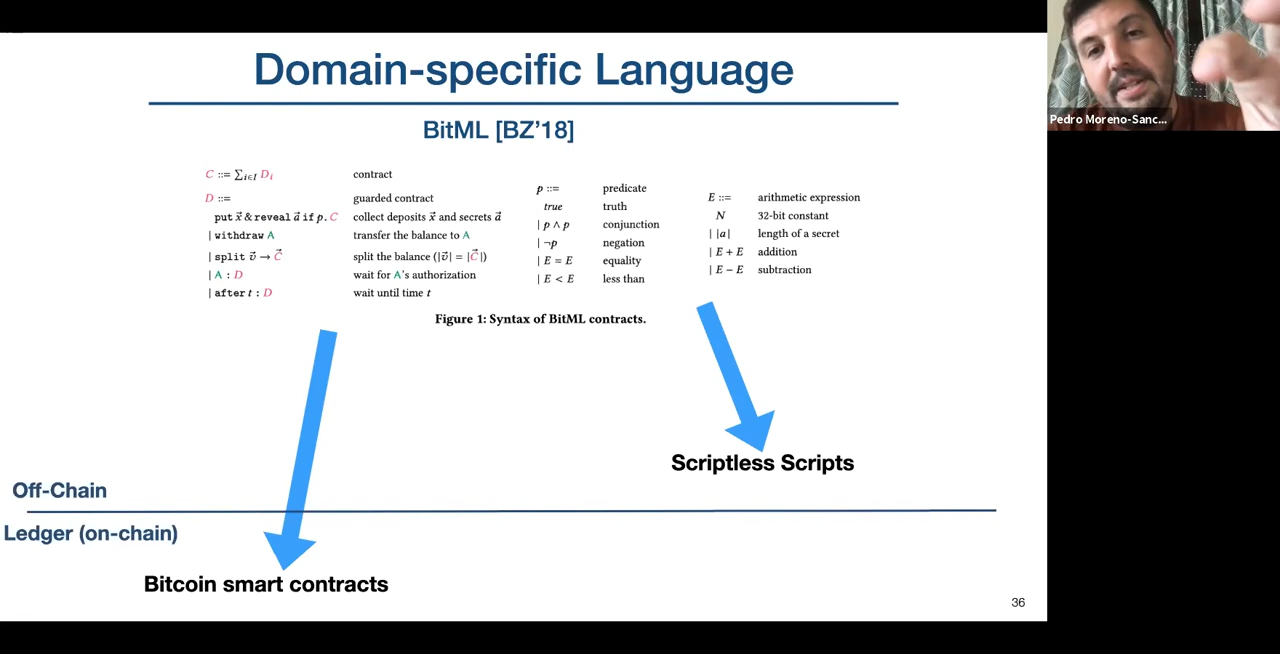 Domain-specific Language
BitML [BZ'18]
C ::= ∑i∈I Di contract
D ::= guarded contract
put x⃗ & reveal a⃗ if p. C collect deposits x⃗ and secrets a⃗
| withdraw A transfer the balance to A
| split v⃗ → C⃗ split the balance (|v⃗| = |C⃗|)
| A : D wait for A's authorization
| after t : D wait until time t
p ::= predicate
true truth
| p ∧ p conjunction
| ¬p negation
| E = E equality
| E < E less than
E ::= arithmetic expression
N 32-bit constant
| |a| length of a secret
| E + E addition
| E − E subtraction
Figure 1: Syntax of BitML contracts.
Scriptless Scripts
Off-Chain
Ledger (on-chain)
Bitcoin smart contracts
36
Pedro Moreno-Sanc...